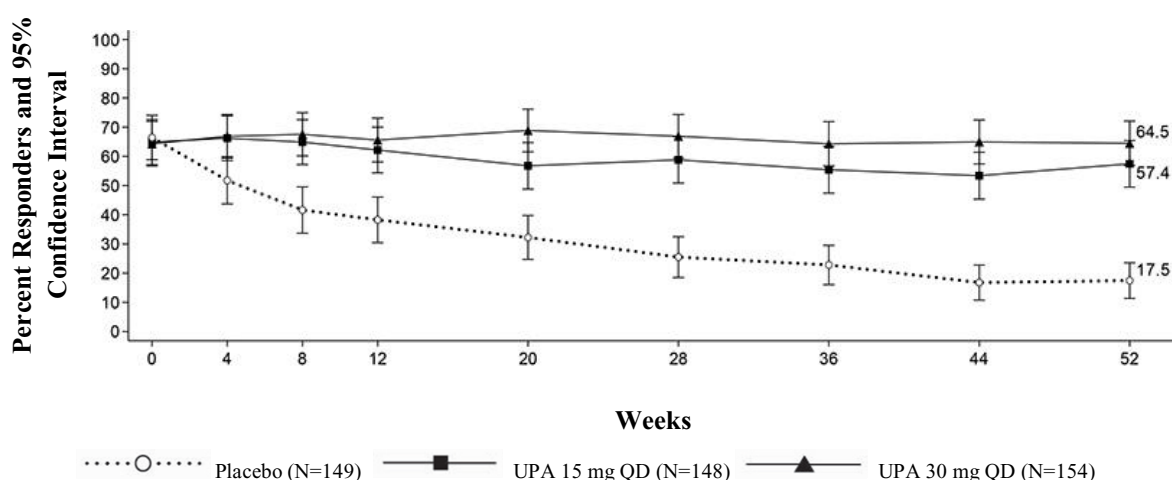 Percent Responders and 95%
Confidence Interval
100
90
80
70
60
50
40
30
20
10
0
64.5
57.4
17.5
0 4 8 12 20 28 36 44 52
Weeks
Placebo (N=149) UPA 15 mg QD (N=148) UPA 30 mg QD (N=154)